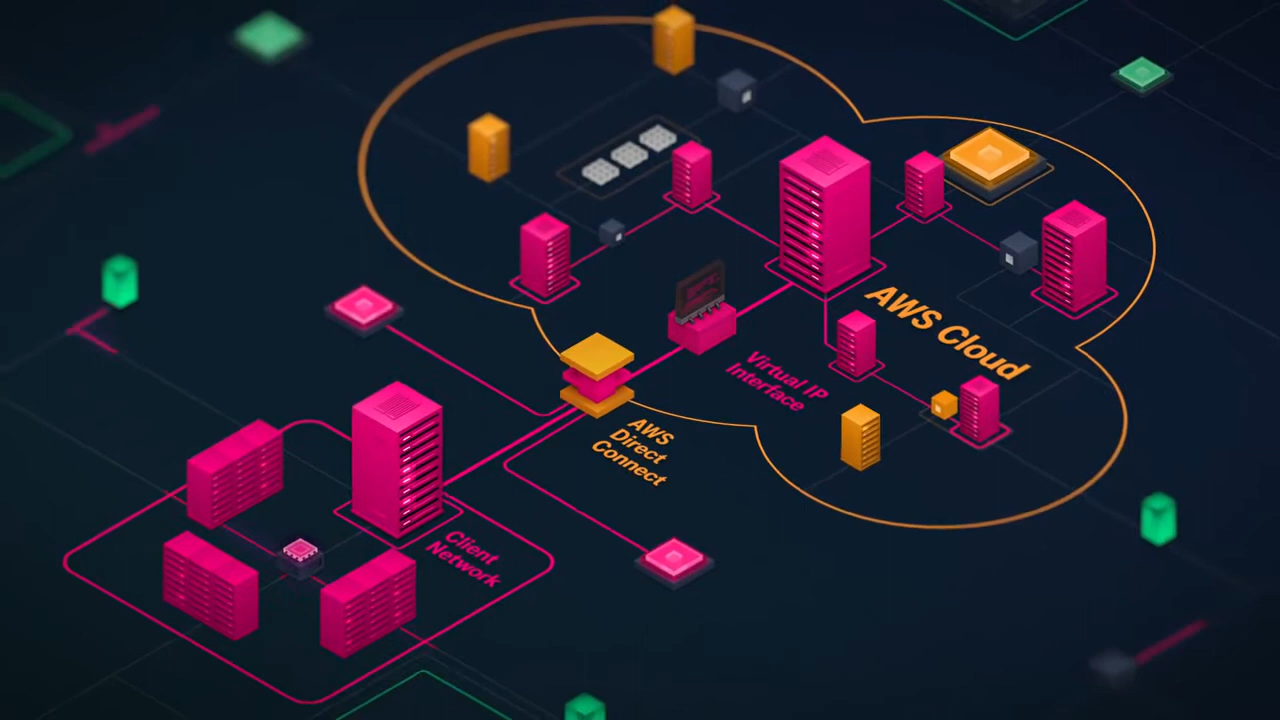 AWS Cloud
Virtual IP
Interface
AWS
Direct
Connect
Client
Network